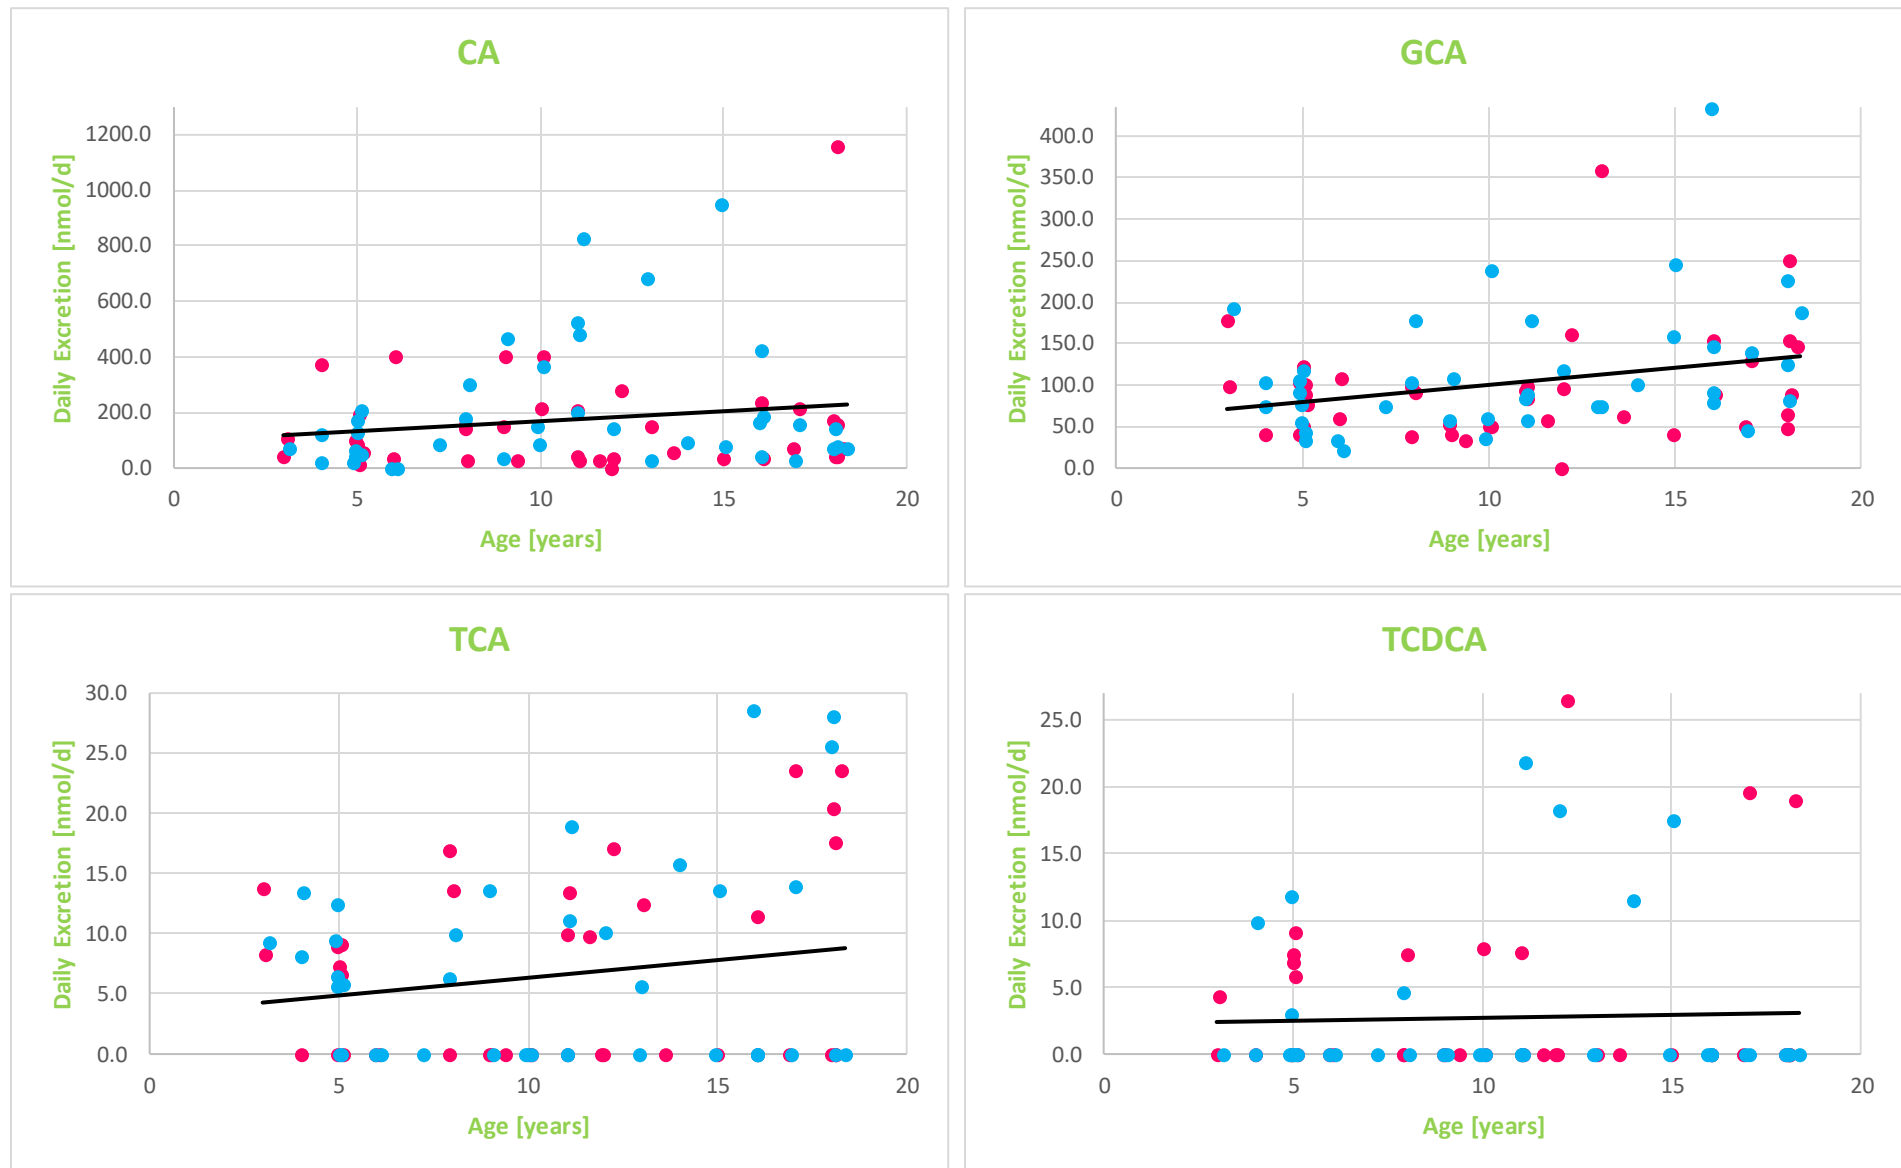 CA
Daily Excretion [nmol/d]
1200.0
1000.0
800.0
600.0
400.0
200.0
0.0
0 5 10 15 20
Age [years]
GCA
Daily Excretion [nmol/d]
400.0
350.0
300.0
250.0
200.0
150.0
100.0
50.0
0.0
0 5 10 15 20
Age [years]
TCA
Daily Excretion [nmol/d]
30.0
25.0
20.0
15.0
10.0
5.0
0.0
0 5 10 15 20
Age [years]
TCDCA
Daily Excretion [nmol/d]
25.0
20.0
15.0
10.0
5.0
0.0
0 5 10 15 20
Age [years]